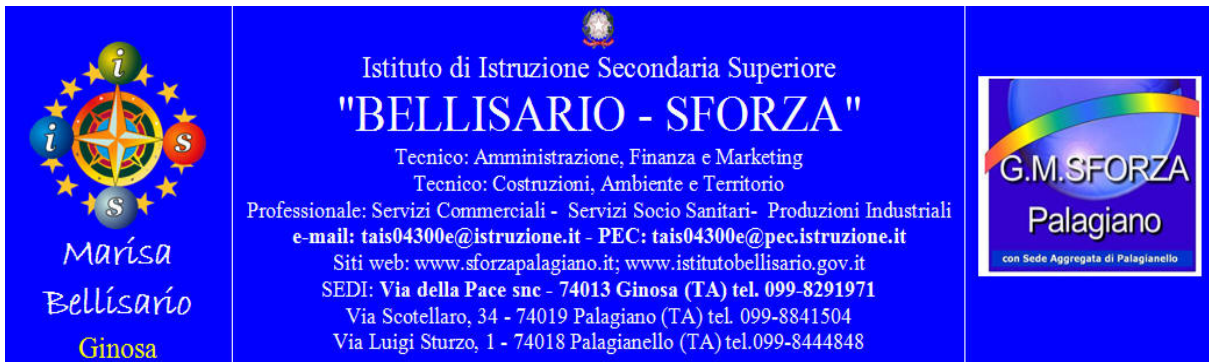 i
i s
s
Marisa
Bellisario
Ginosa
Istituto di Istruzione Secondaria Superiore
"BELLISARIO - SFORZA"
Tecnico: Amministrazione, Finanza e Marketing
Tecnico: Costruzioni, Ambiente e Territorio
Professionale: Servizi Commerciali - Servizi Socio Sanitari- Produzioni Industriali
e-mail: tais04300e@istruzione.it - PEC: tais04300e@pec.istruzione.it
Siti web: www.sforzapalagiano.it; www.istitutobellisario.gov.it
SEDI: Via della Pace snc - 74013 Ginosa (TA) tel. 099-8291971
Via Scotellaro, 34 - 74019 Palagiano (TA) tel. 099-8841504
Via Luigi Sturzo, 1 - 74018 Palagianello (TA) tel.099-8444848
G.M.SFORZA
Palagiano
con Sede Aggregata di Palagianello